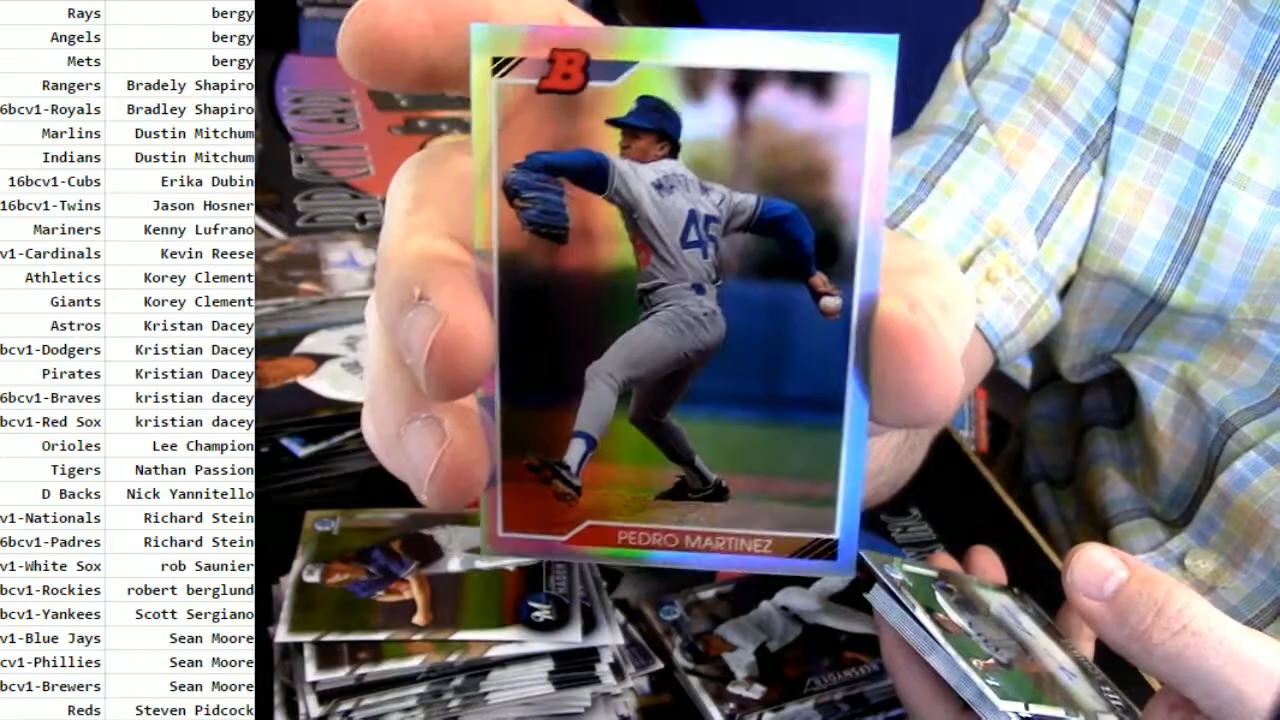 Rays bergy
Angels bergy
Mets bergy
Rangers Bradely Shapiro
6bcv1-Royals Bradley Shapiro
Marlins Dustin Mitchum
Indians Dustin Mitchum
16bcv1-Cubs Erika Dubin
16bcv1-Twins Jason Hosner
Mariners Kenny Lufrano
v1-Cardinals Kevin Reese
Athletics Korey Clement
Giants Korey Clement
Astros Kristan Dacey
bcv1-Dodgers Kristian Dacey
Pirates Kristian Dacey
6bcv1-Braves kristian dacey
bcv1-Red Sox kristian dacey
Orioles Lee Champion
Tigers Nathan Passion
D Backs Nick Yannitello
v1-Nationals Richard Stein
6bcv1-Padres Richard Stein
v1-White Sox rob Saunier
bcv1-Rockies robert berglund
bcv1-Yankees Scott Sergiano
v1-Blue Jays Sean Moore
cv1-Phillies Sean Moore
bcv1-Brewers Sean Moore
Reds Steven Pidcock
B
45
PEDRO MARTINEZ